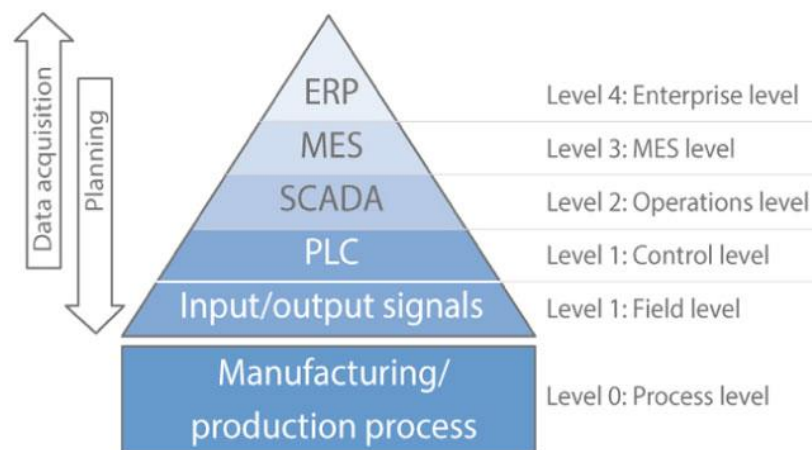 Data acquisition
Planning
ERP
Level 4: Enterprise level
MES
Level 3: MES level
SCADA
Level 2: Operations level
PLC
Level 1: Control level
Input/output signals
Level 1: Field level
Manufacturing/
production process
Level 0: Process level